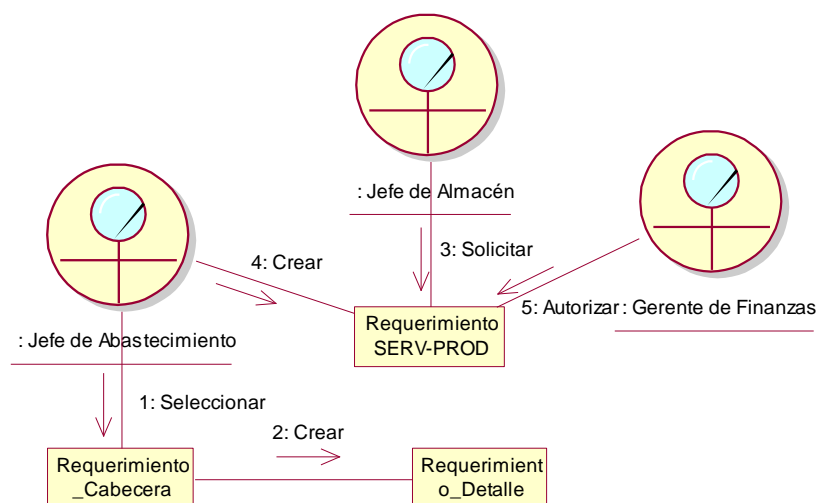 : Jefe de Almacén
3: Solicitar
4: Crear
5: Autorizar
: Gerente de Finanzas
Requerimiento
SERV-PROD
: Jefe de Abastecimiento
1: Seleccionar
2: Crear
Requerimiento
_Cabecera
Requerimient
o_Detalle